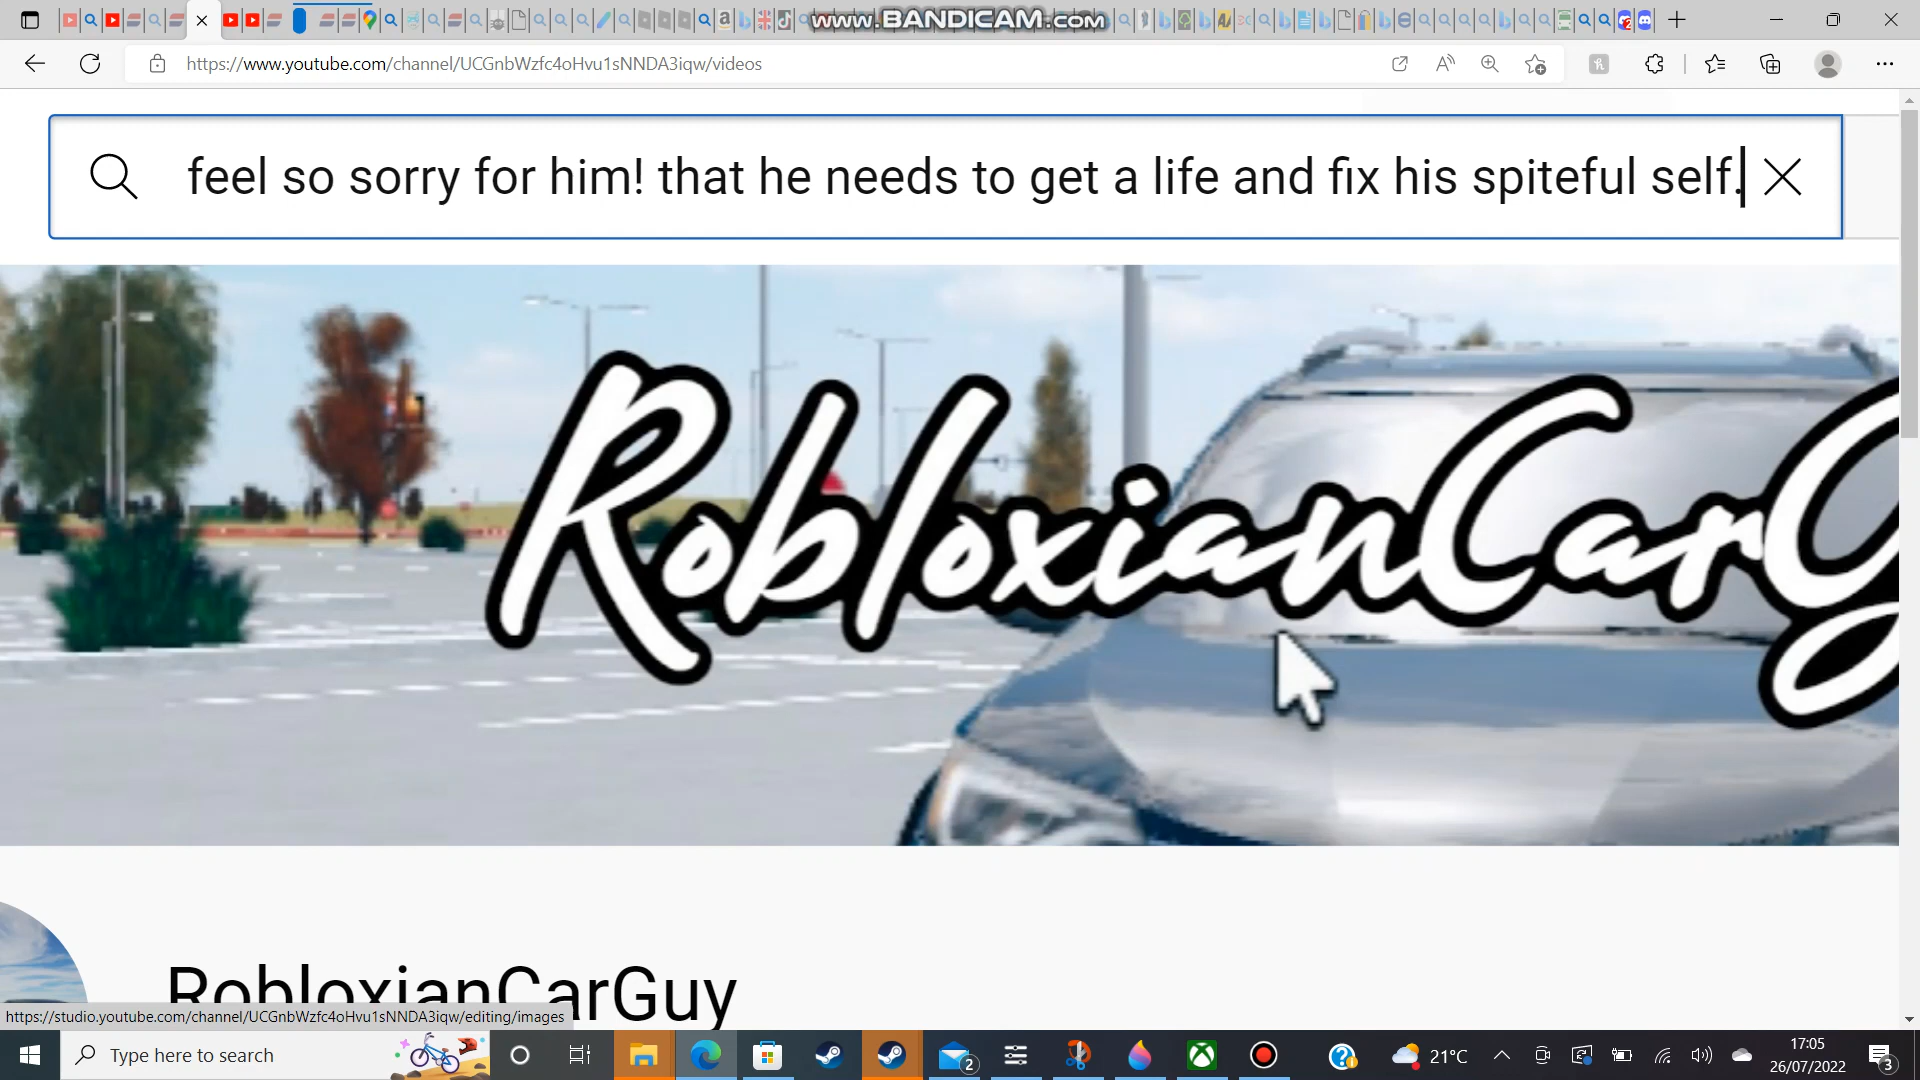 www.BANDICAM.com
https://www.youtube.com/channel/UCGnbWzfc4oHvu1sNNDA3iqw/videos
feel so sorry for him! that he needs to get a life and fix his spiteful self.
RobloxianCarG
RobloxianCarGuy
https://studio.youtube.com/channel/UCGnbWzfc4oHvu1sNNDA3iqw/editing/images
Type here to search
2
21°C
17:05
26/07/2022
3